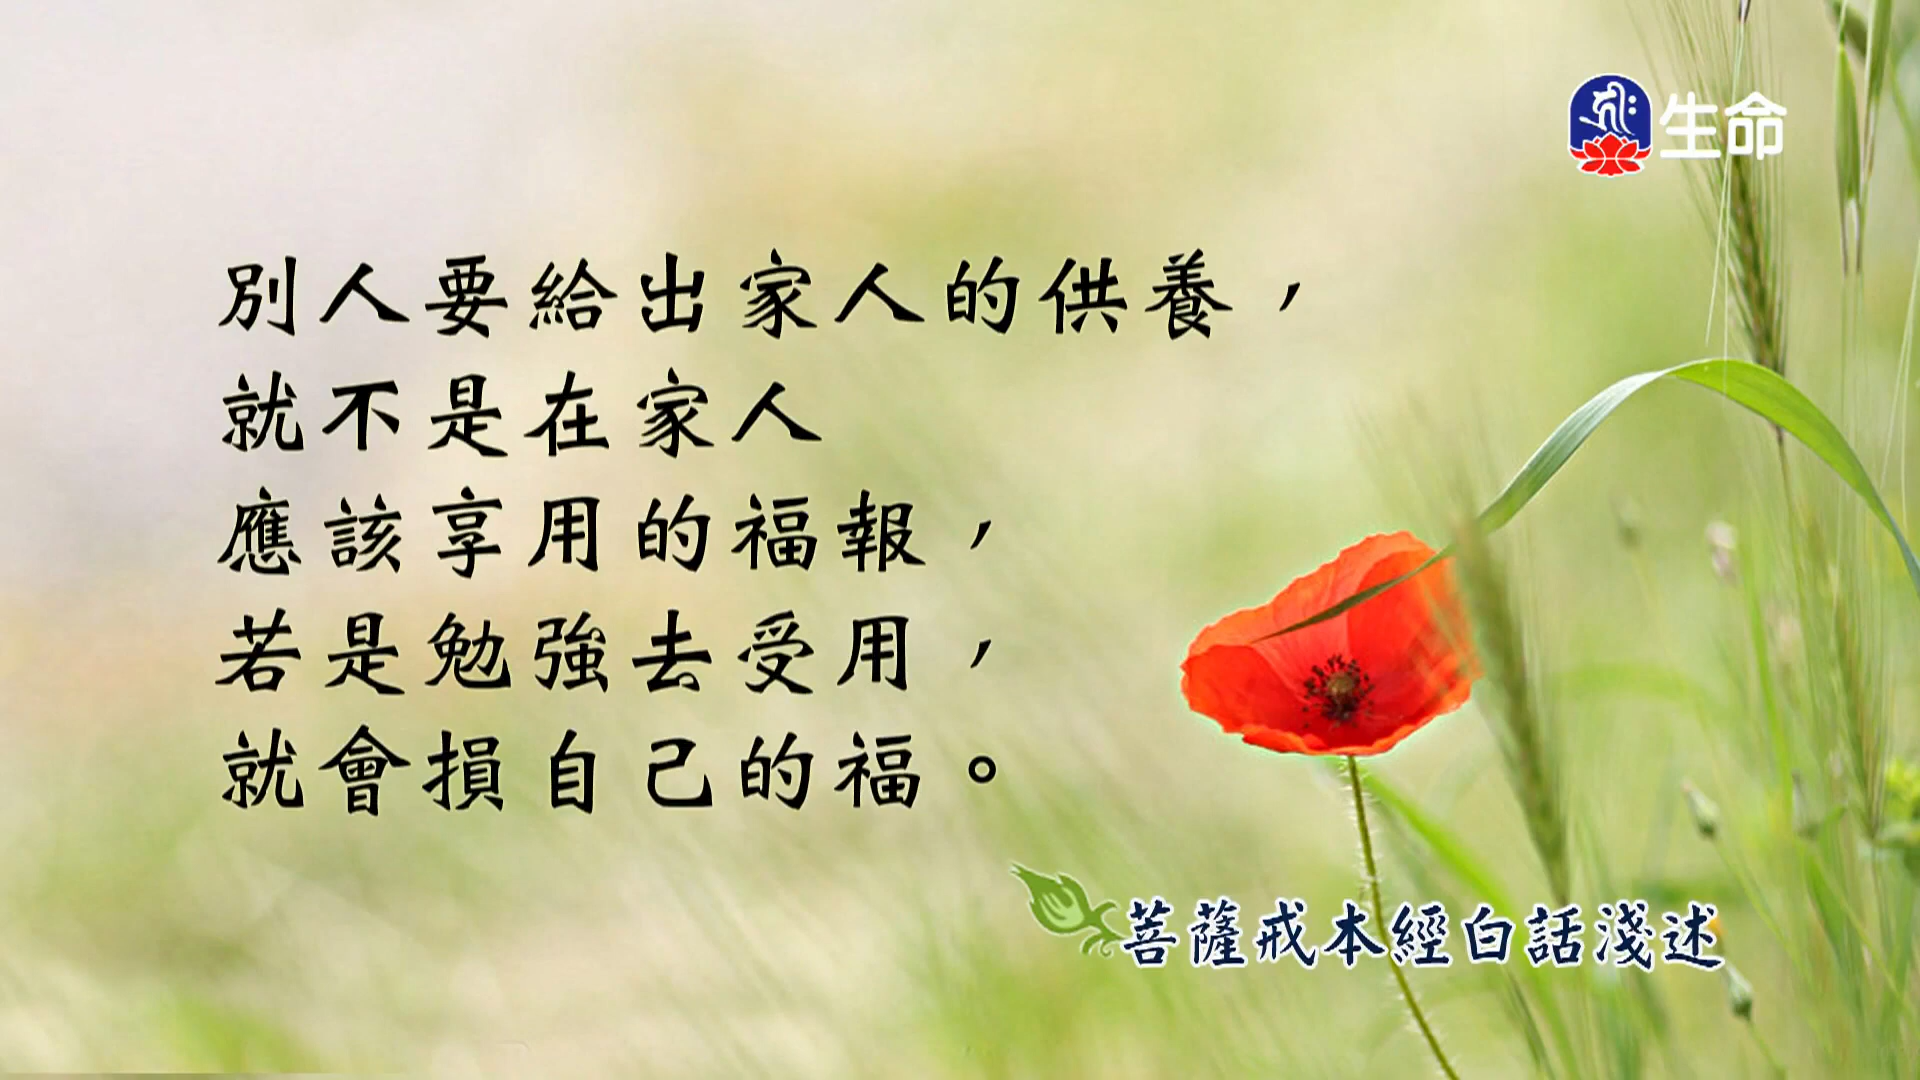 生命
別人要給出家人的供養，
就不是在家人
應該享用的福報，
若是勉強去受用，
就會損自己的福。
菩薩戒本經白話淺述